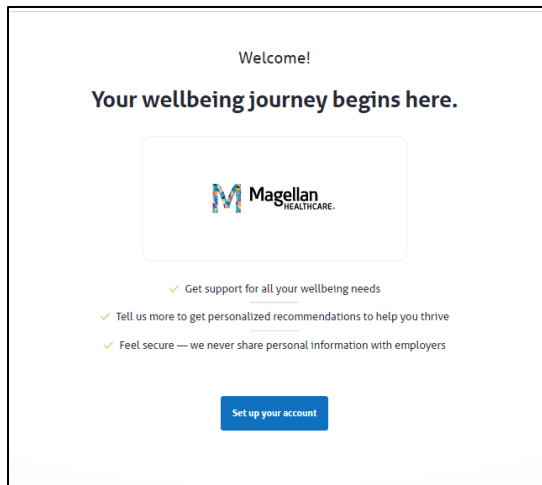 Welcome!
Your wellbeing journey begins here.
M Magellan
HEALTHCARE.
Get support for all your wellbeing needs
Tell us more to get personalized recommendations to help you thrive
Feel secure — we never share personal information with employers
Set up your account